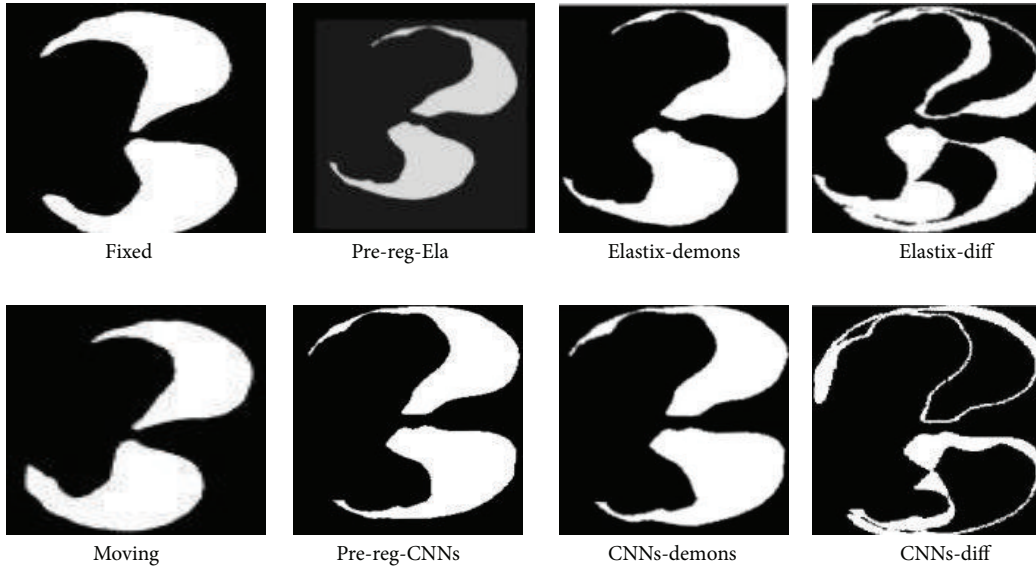 Fixed
Pre-reg-Ela
Elastix-demons
Elastix-diff
Moving
Pre-reg-CNNs
CNNs-demons
CNNs-diff